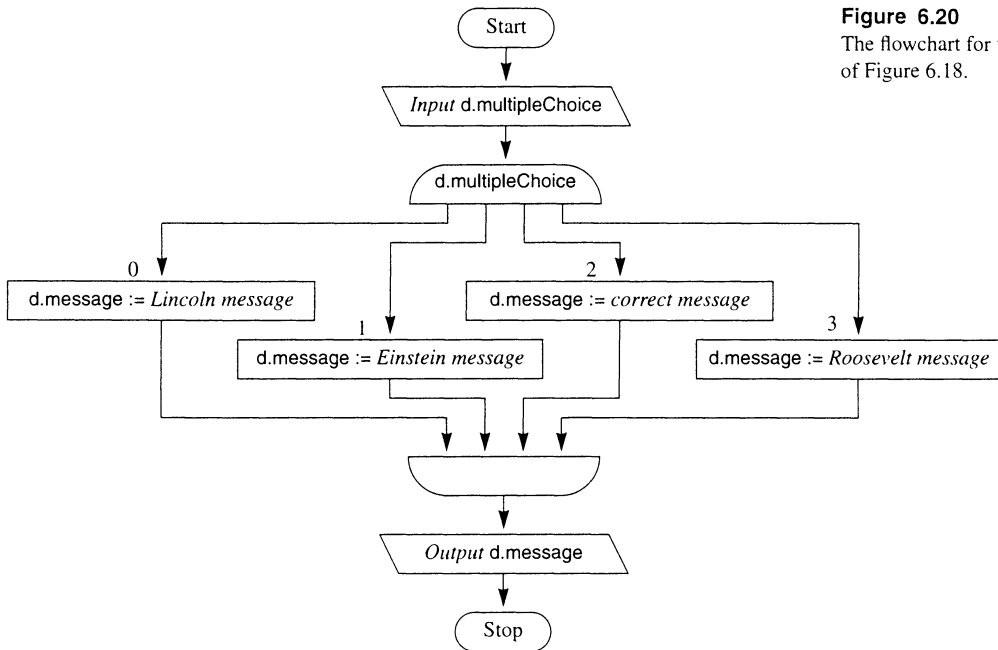 Figure 6.20
The flowchart for
of Figure 6.18.
Start
Input d.multipleChoice
d.multipleChoice
0
d.message := Lincoln message
1
d.message := Einstein message
2
d.message := correct message
3
d.message := Roosevelt message
Output d.message
Stop